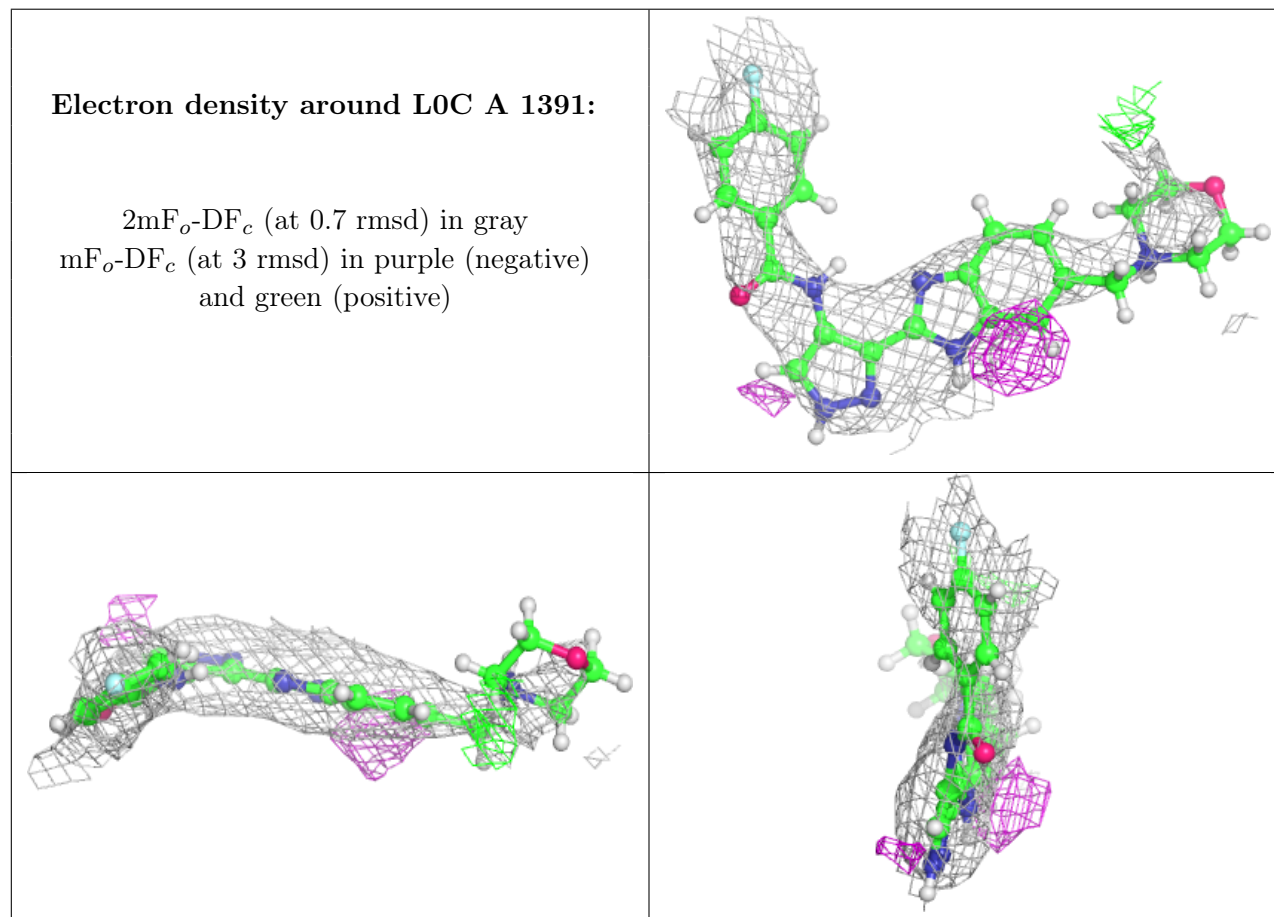 Electron density around L0C A 1391:
2mFo-DFc (at 0.7 rmsd) in gray
mFo-DFc (at 3 rmsd) in purple (negative)
and green (positive)